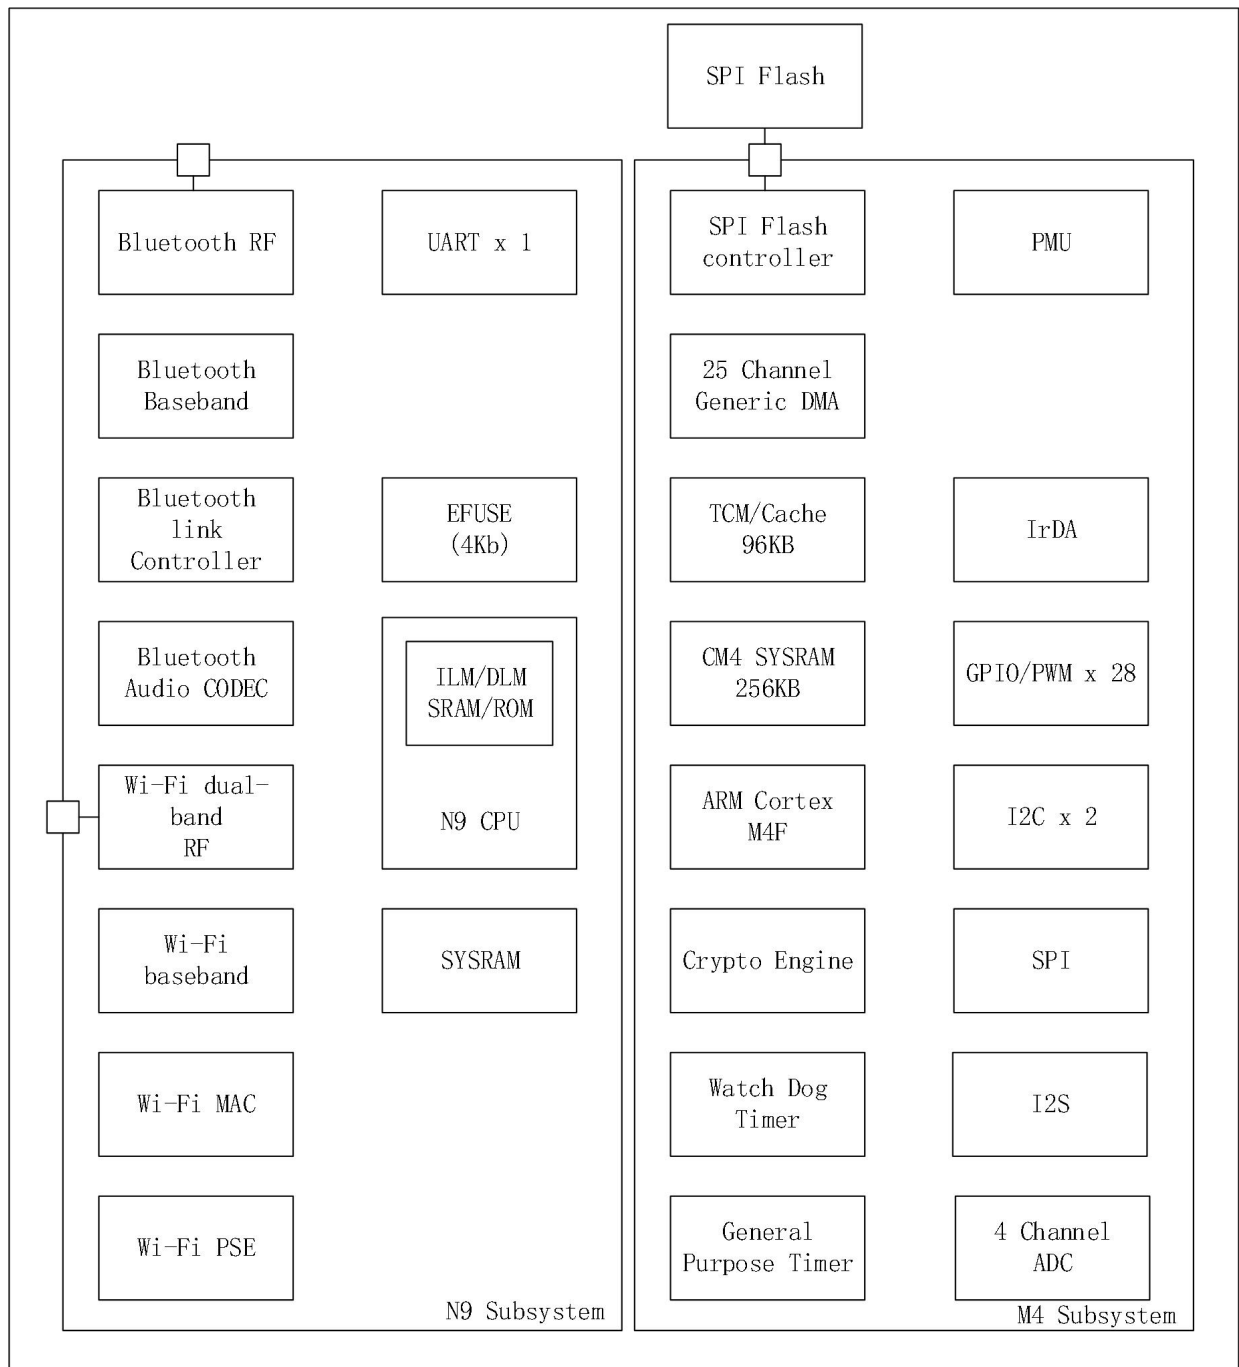 SPI Flash
Bluetooth RF
UART x 1
Bluetooth
Baseband
Bluetooth
link
Controller
EFUSE
(4Kb)
Bluetooth
Audio CODEC
ILM/DLM
SRAM/ROM
Wi-Fi dual-
band
RF
N9 CPU
Wi-Fi
baseband
SYSRAM
Wi-Fi MAC
Wi-Fi PSE
N9 Subsystem
SPI Flash
controller
PMU
25 Channel
Generic DMA
TCM/Cache
96KB
IrDA
CM4 SYSRAM
256KB
GPIO/PWM x 28
ARM Cortex
M4F
I2C x 2
Crypto Engine
SPI
Watch Dog
Timer
I2S
General
Purpose Timer
4 Channel
ADC
M4 Subsystem